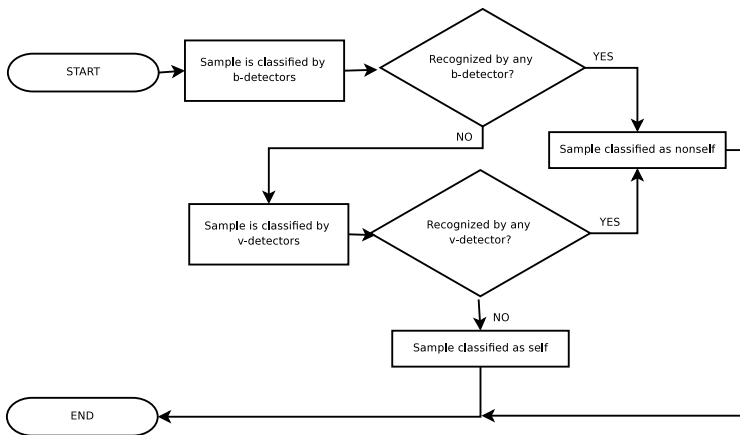 START
Sample is classified by
b-detectors
Recognized by any
b-detector?
YES
NO
Sample classified as nonself
Sample is classified by
v-detectors
Recognized by any
v-detector?
YES
NO
Sample classified as self
END